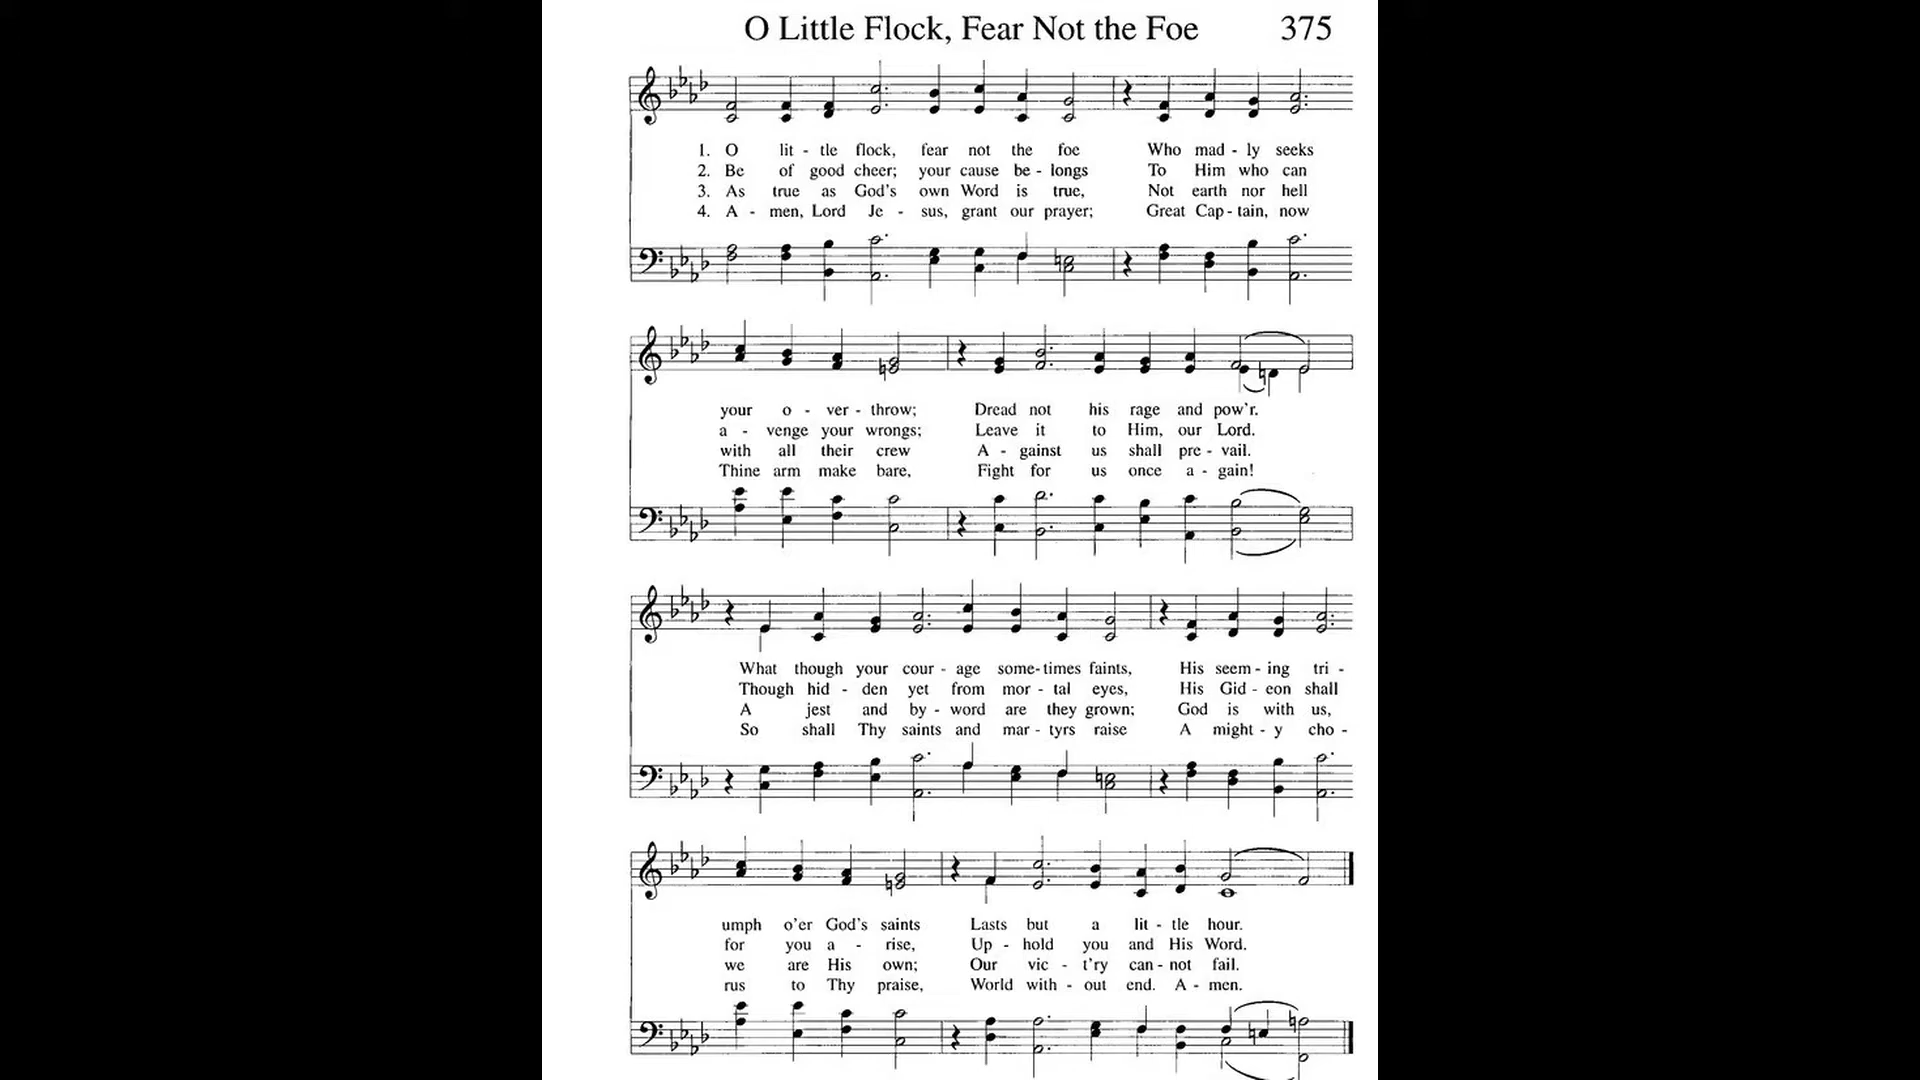 O Little Flock, Fear Not the Foe 375
1. O lit - tle flock, fear not the foe Who mad - ly seeks
2. Be of good cheer; your cause be - longs To Him who can
3. As true as God's own Word is true, Not earth nor hell
4. A - men, Lord Je - sus, grant our prayer; Great Cap - tain, now
your o - ver - throw; Dread not his rage and pow'r.
a - venge your wrongs; Leave it to Him, our Lord.
with all their crew A - gainst us shall pre - vail.
Thine arm make bare, Fight for us once a - gain!
What though your cour - age some - times faints, His seem - ing tri -
Though hid - den yet from mor - tal eyes, His Gid - eon shall
A jest and by - word are they grown; God is with us,
So shall Thy saints and mar - tyrs raise A might - y cho -
umph o'er God's saints Lasts but a lit - tle hour.
for you a - rise, Up - hold you and His Word.
we are His own; Our vic - t'ry can - not fail.
rus to Thy praise, World with - out end. A - men.